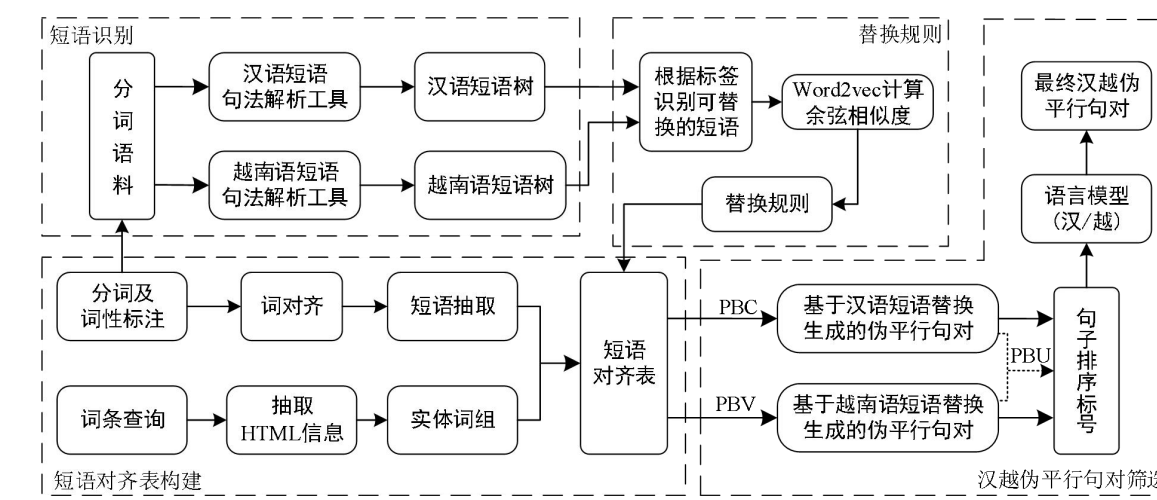 短语识别
分
词
语
料
汉语短语
句法解析工具
汉语短语树
越南语短语
句法解析工具
越南语短语树
替换规则
根据标签
识别可替
换的短语
Word2vec计算
余弦相似度
替换规则
最终汉越伪
平行句对
语言模型
(汉/越)
分词及
词性标注
词对齐
短语抽取
词条查询
抽取
HTML信息
实体词组
短语
对齐表
短语对齐表构建
PBC
基于汉语短语替换
生成的伪平行句对
PBV
基于越南语短语替换
生成的伪平行句对
PBU
句
子
排
序
标
号
汉越伪平行句对筛选